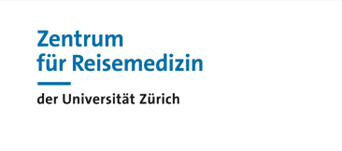 Zentrum
für Reisemedizin
der Universität Zürich